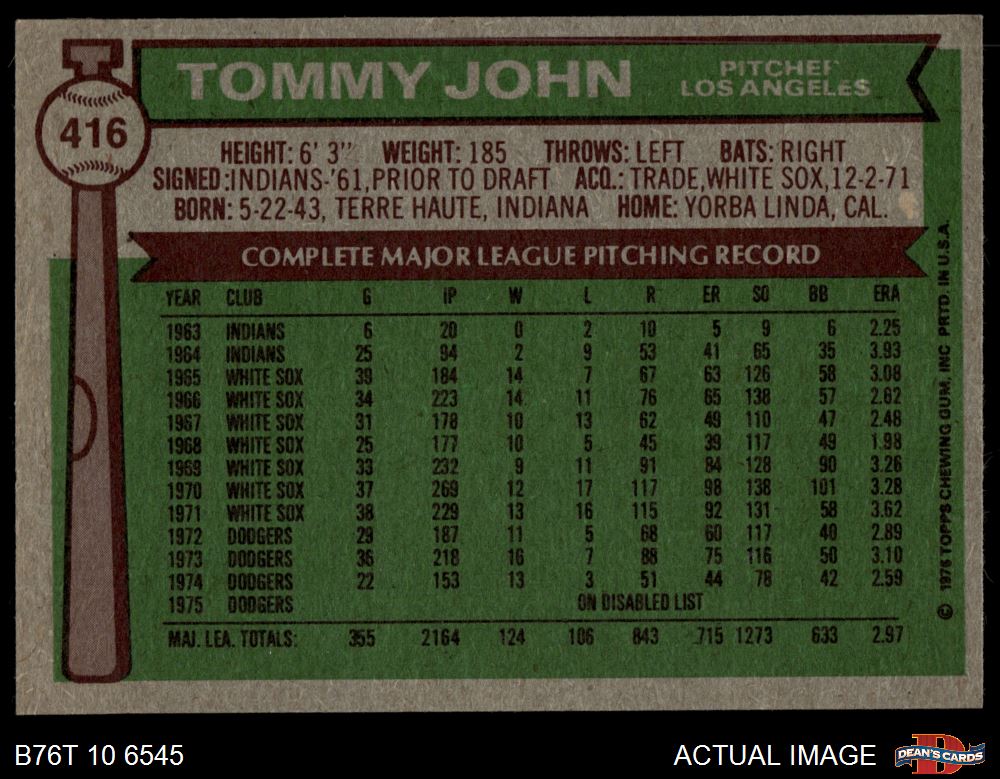 TOMMY JOHN
PITCHER
LOS ANGELES
416
HEIGHT: 6' 3" WEIGHT: 185 THROWS: LEFT BATS: RIGHT
SIGNED: INDIANS-'61, PRIOR TO DRAFT ACQ.: TRADE, WHITE SOX, 12-2-71
BORN: 5-22-43, TERRE HAUTE, INDIANA HOME: YORBA LINDA, CAL.
COMPLETE MAJOR LEAGUE PITCHING RECORD
YEAR CLUB G IP W L R ER SO BB ERA
1963 INDIANS 6 20 0 2 10 5 9 6 2.25
1964 INDIANS 25 94 2 9 53 41 65 35 3.93
1965 WHITE SOX 39 184 14 7 67 63 126 58 3.08
1966 WHITE SOX 34 223 14 11 76 65 138 57 2.62
1967 WHITE SOX 31 178 10 13 62 49 110 47 2.48
1968 WHITE SOX 25 177 10 5 45 39 117 49 1.98
1969 WHITE SOX 33 232 9 11 91 84 128 90 3.26
1970 WHITE SOX 37 269 12 17 117 98 138 101 3.28
1971 WHITE SOX 38 229 13 16 115 92 131 58 3.62
1972 DODGERS 29 187 11 5 68 60 117 40 2.89
1973 DODGERS 36 218 16 7 88 75 116 50 3.10
1974 DODGERS 22 153 13 3 51 44 78 42 2.59
1975 DODGERS ON DISABLED LIST
MAJ. LEA. TOTALS: 355 2164 124 106 843 715 1273 633 2.97
© 1976 TOPPS CHEWING GUM, INC PRTD. IN U.S.A.
B76T 10 6545
ACTUAL IMAGE
DEAN'S CARDS